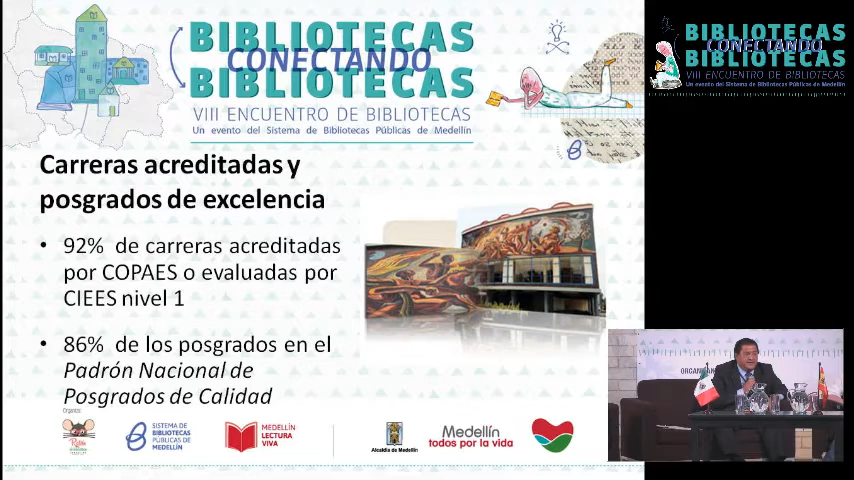 BIBLIOTECAS
CONECTANDO
BIBLIOTECAS
VIII ENCUENTRO DE BIBLIOTECAS
Un evento del Sistema de Bibliotecas Públicas de Medellín
Carreras acreditadas y
posgrados de excelencia
• 92% de carreras acreditadas
por COPAES o evaluadas por
CIEES nivel 1
• 86% de los posgrados en el
Padrón Nacional de
Posgrados de Calidad
Organiza:
SISTEMA DE
BIBLIOTECAS
PÚBLICAS DE
MEDELLÍN
MEDELLÍN
LECTURA
VIVA
Alcaldía de Medellín
Medellín
todos por la vida
BIBLIOTECAS
CONECTANDO
BIBLIOTECAS
VIII ENCUENTRO DE BIBLIOTECAS
Un evento del Sistema de Bibliotecas Públicas de Medellín